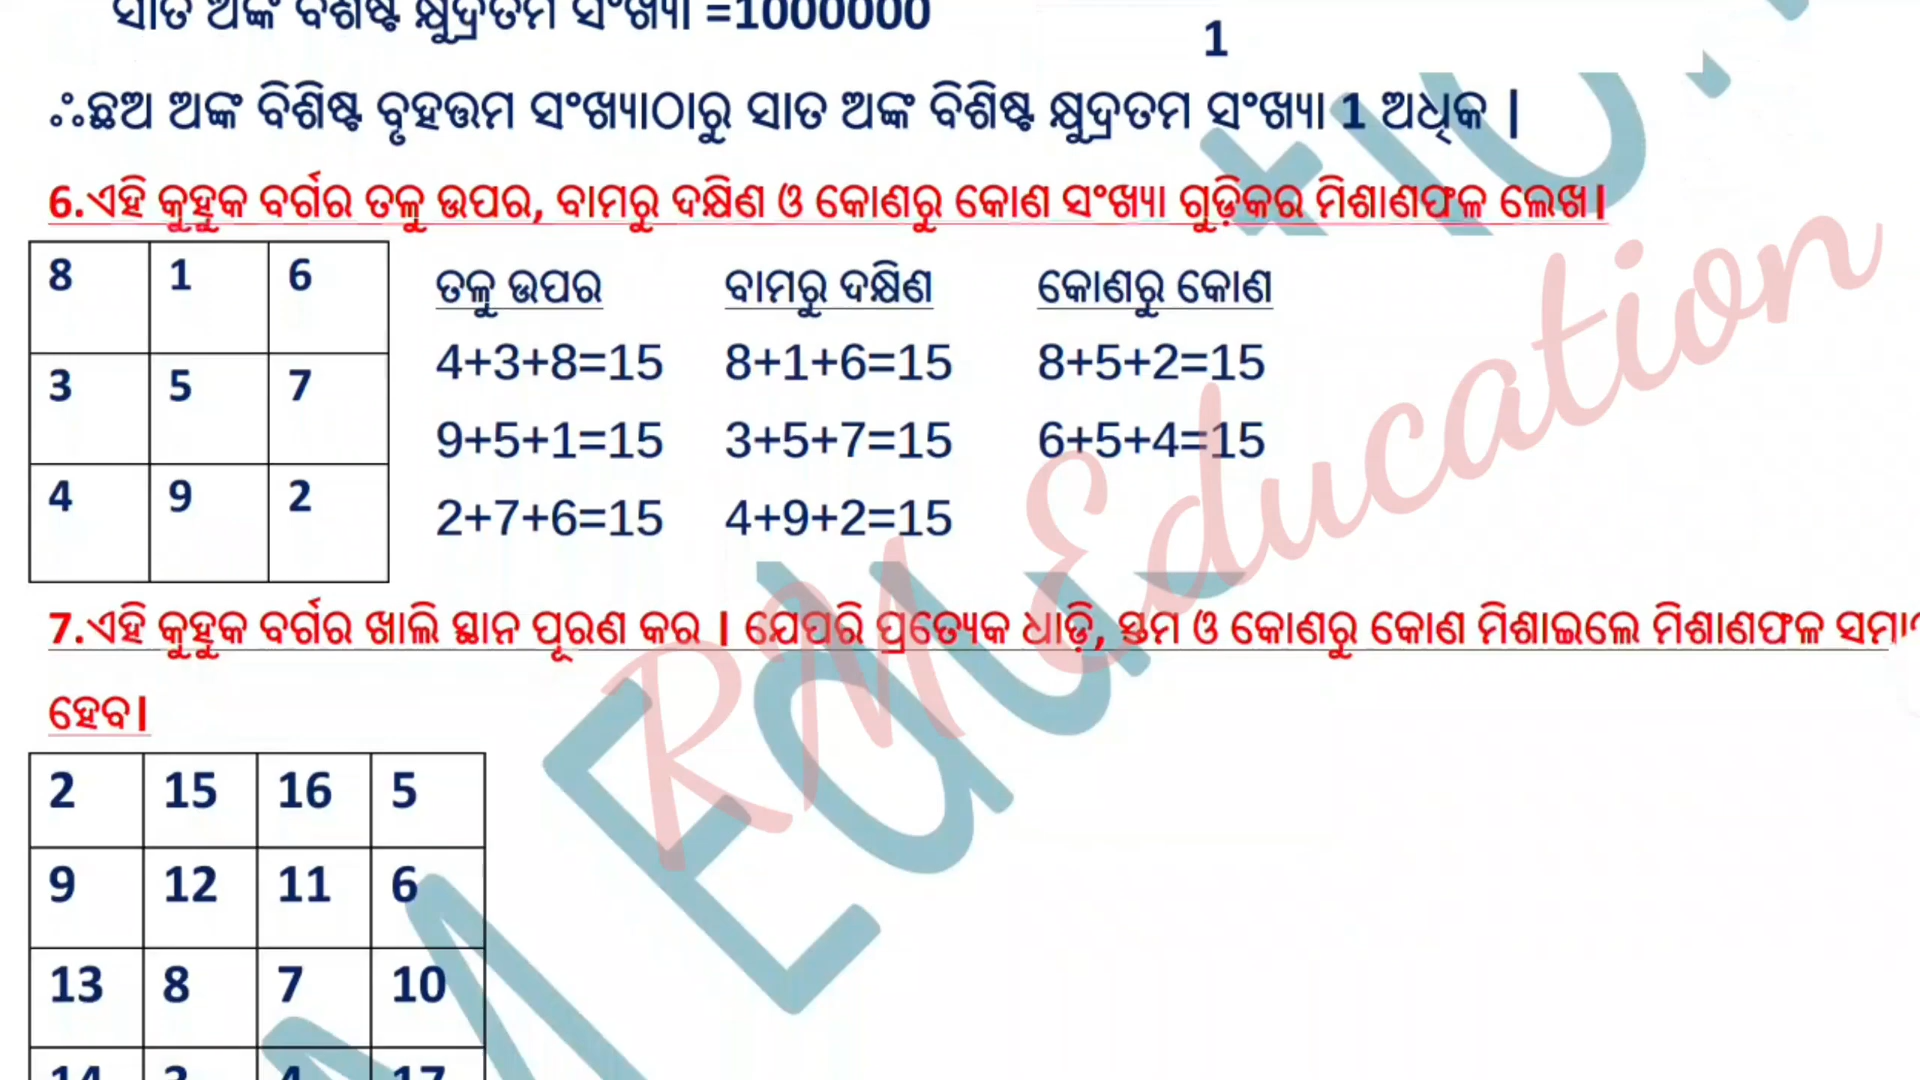 ସାତ ଅଙ୍କ ବିଶିଷ୍ଟ କ୍ଷୁଦ୍ରତମ ସଂଖ୍ୟା =1000000
1
∴ଛଅ ଅଙ୍କ ବିଶିଷ୍ଟ ବୃହତ୍ତମ ସଂଖ୍ୟାଠାରୁ ସାତ ଅଙ୍କ ବିଶିଷ୍ଟ କ୍ଷୁଦ୍ରତମ ସଂଖ୍ୟା 1 ଅଧିକ |
6.ଏହି କୁହୁକ ବର୍ଗର ତଳୁ ଉପର, ବାମରୁ ଦକ୍ଷିଣ ଓ କୋଣରୁ କୋଣ ସଂଖ୍ୟା ଗୁଡ଼ିକର ମିଶାଣଫଳ ଲେଖ।
8 1 6
3 5 7
4 9 2
ତଳୁ ଉପର ବାମରୁ ଦକ୍ଷିଣ କୋଣରୁ କୋଣ
4+3+8=15 8+1+6=15 8+5+2=15
9+5+1=15 3+5+7=15 6+5+4=15
2+7+6=15 4+9+2=15
7.ଏହି କୁହୁକ ବର୍ଗର ଖାଲି ସ୍ଥାନ ପୂରଣ କର | ଯେପରି ପ୍ରତ୍ୟେକ ଧାଡ଼ି, ସ୍ତମ ଓ କୋଣରୁ କୋଣ ମିଶାଇଲେ ମିଶାଣଫଳ
ହେବ।
2 15 16 5
9 12 11 6
13 8 7 10
14 3 4 17
RM Education